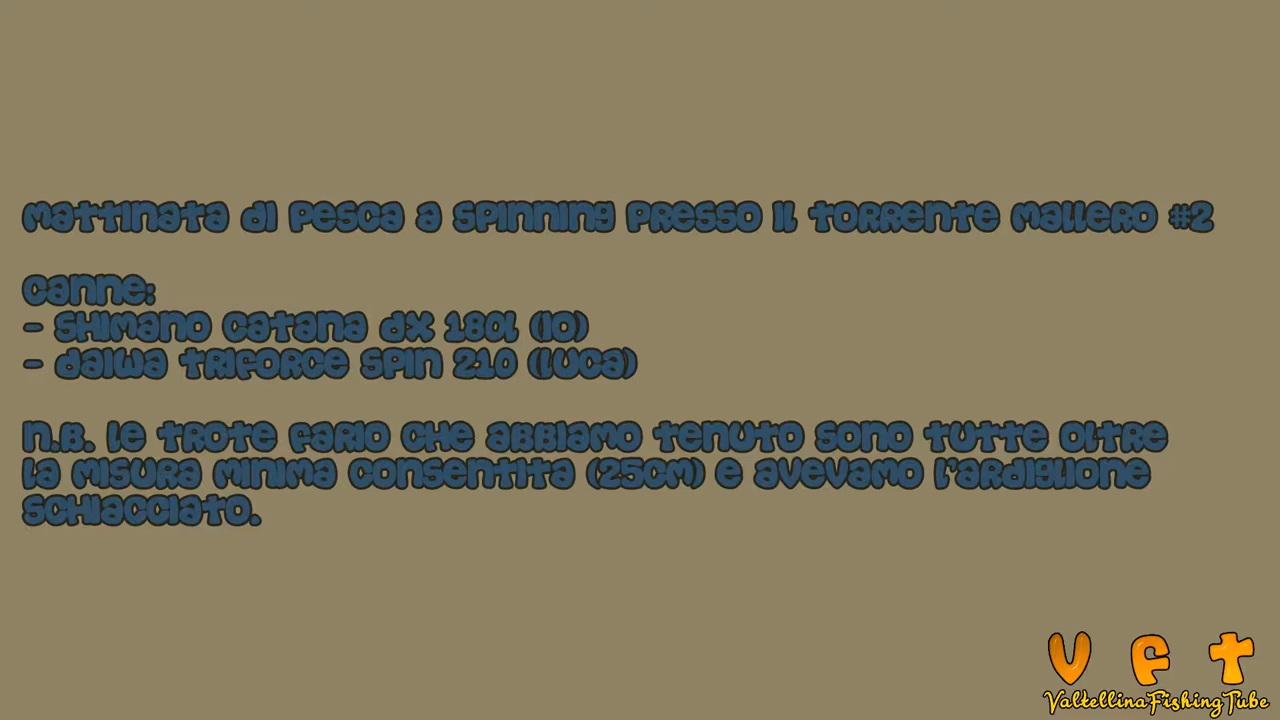 Mattinata di pesca a spinning presso il torrente Mallero #2
Canne:
- Shimano Catana DX 180L (io)
- Daiwa Triforce Spin 210 (Luca)
N.B. Le trote fario che abbiamo tenuto sono tutte oltre
la misura minima consentita (25cm) e avevamo l'ardiglione
schiacciato.
V F T
ValtellinaFishingTube